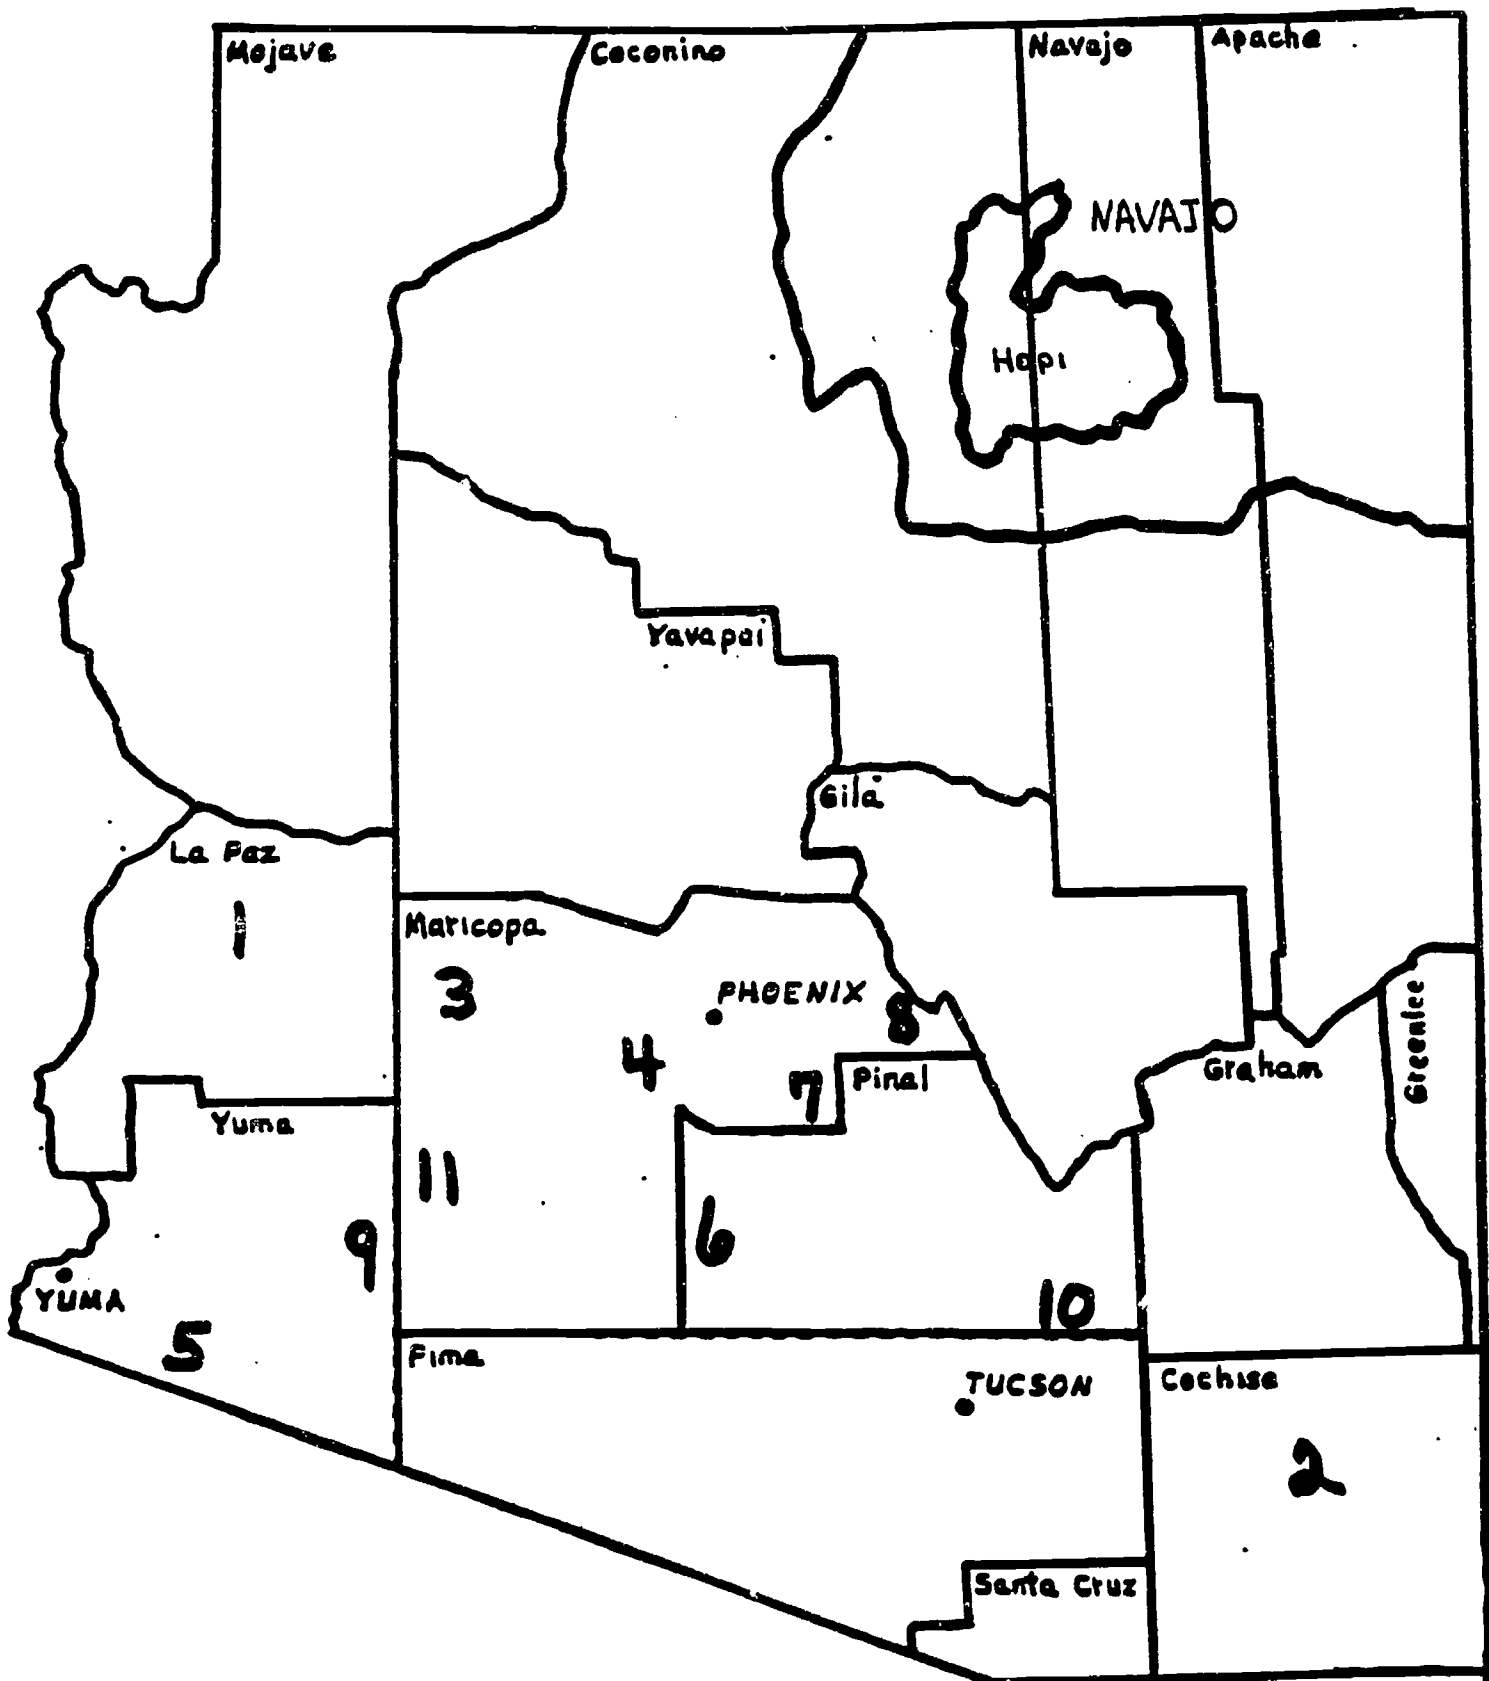 Mojave
Coconino
Navajo
Apache
NAVAJO
Hopi
Yavapai
Gila
La Paz
1
Maricopa
3
PHOENIX
8
4
7
Pinal
Graham
Greenlee
Yuma
11
6
9
10
YUMA
5
Pima
TUCSON
Cochise
2
Santa Cruz